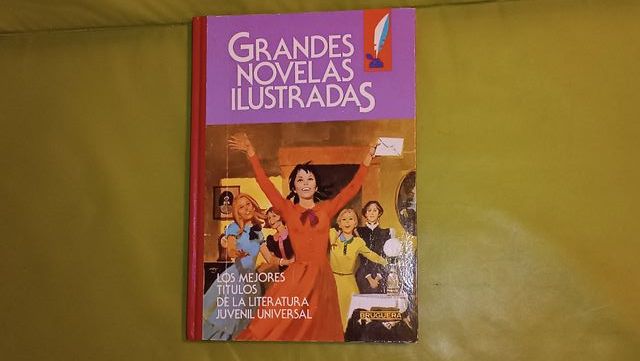 GRANDES
NOVELAS
ILUSTRADAS
LOS MEJORES
TITULOS
DE LA LITERATURA
JUVENIL UNIVERSAL
BRUGUERA